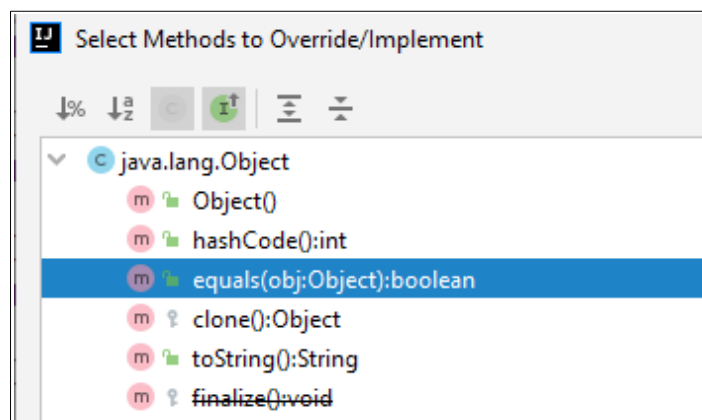 IJ Select Methods to Override/Implement
% a z C I
C java.lang.Object
m Object()
m hashCode():int
m equals(obj:Object):boolean
m clone():Object
m toString():String
m finalize():void